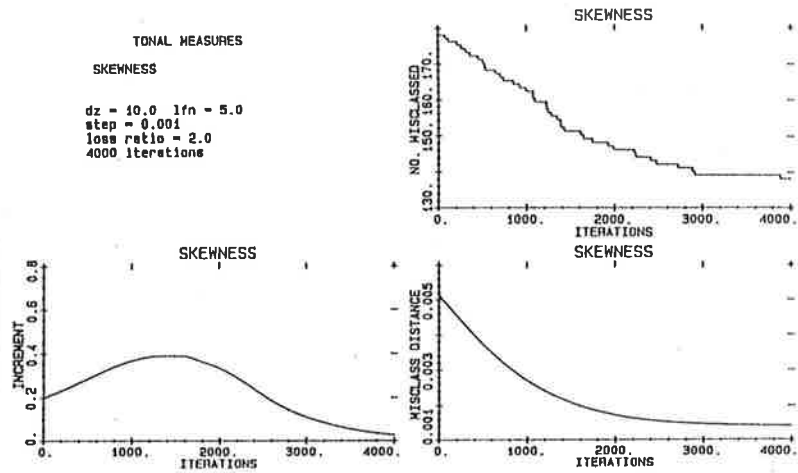 TONAL MEASURES
SKEWNESS
dz = 10.0 lfn = 5.0
step = 0.001
loss ratio = 2.0
4000 iterations
SKEWNESS
NO. MISCLASSED
130. 150. 160. 170.
0. 1000. 2000. 3000. 4000.
ITERATIONS
SKEWNESS
INCREMENT
0. 0.2 0.4 0.6 0.8
0. 1000. 2000. 3000. 4000.
ITERATIONS
SKEWNESS
MISCLASS DISTANCE
0.001 0.003 0.005
0. 1000. 2000. 3000. 4000.
ITERATIONS